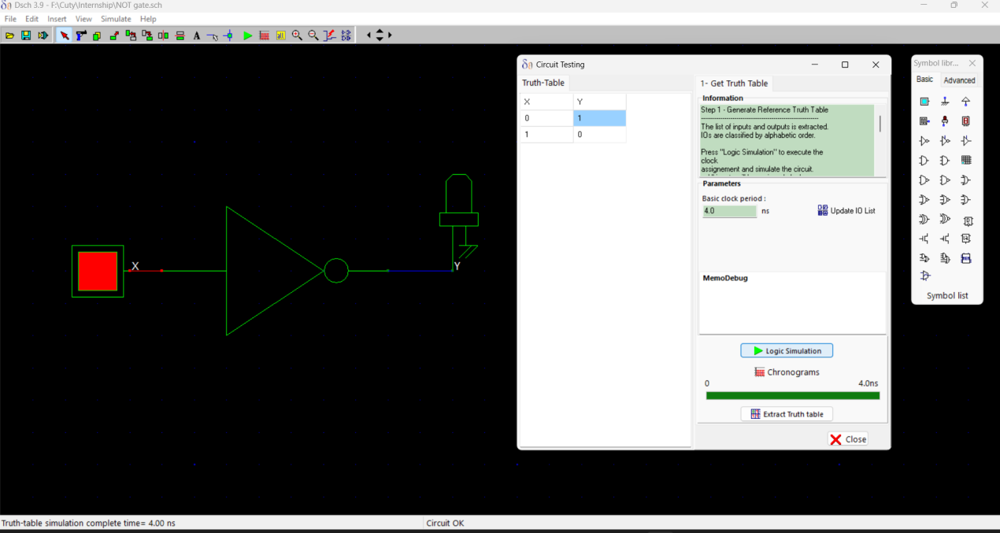 Dsch 3.9 - F:\Cuty\Internship\NOT gate.sch
File Edit Insert View Simulate Help
A
X
Y
Circuit Testing
Truth-Table
X Y
0 1
1 0
1- Get Truth Table
Information
Step 1 - Generate Reference Truth Table
The list of inputs and outputs is extracted.
IOs are classified by alphabetic order.
Press "Logic Simulation" to execute the
clock
assignement and simulate the circuit.
Parameters
Basic clock period :
4.0 ns
Update IO List
MemoDebug
Logic Simulation
Chronograms
0 4.0ns
Extract Truth table
Close
Symbol libr...
Basic Advanced
Symbol list
Truth-table simulation complete time= 4.00 ns
Circuit OK